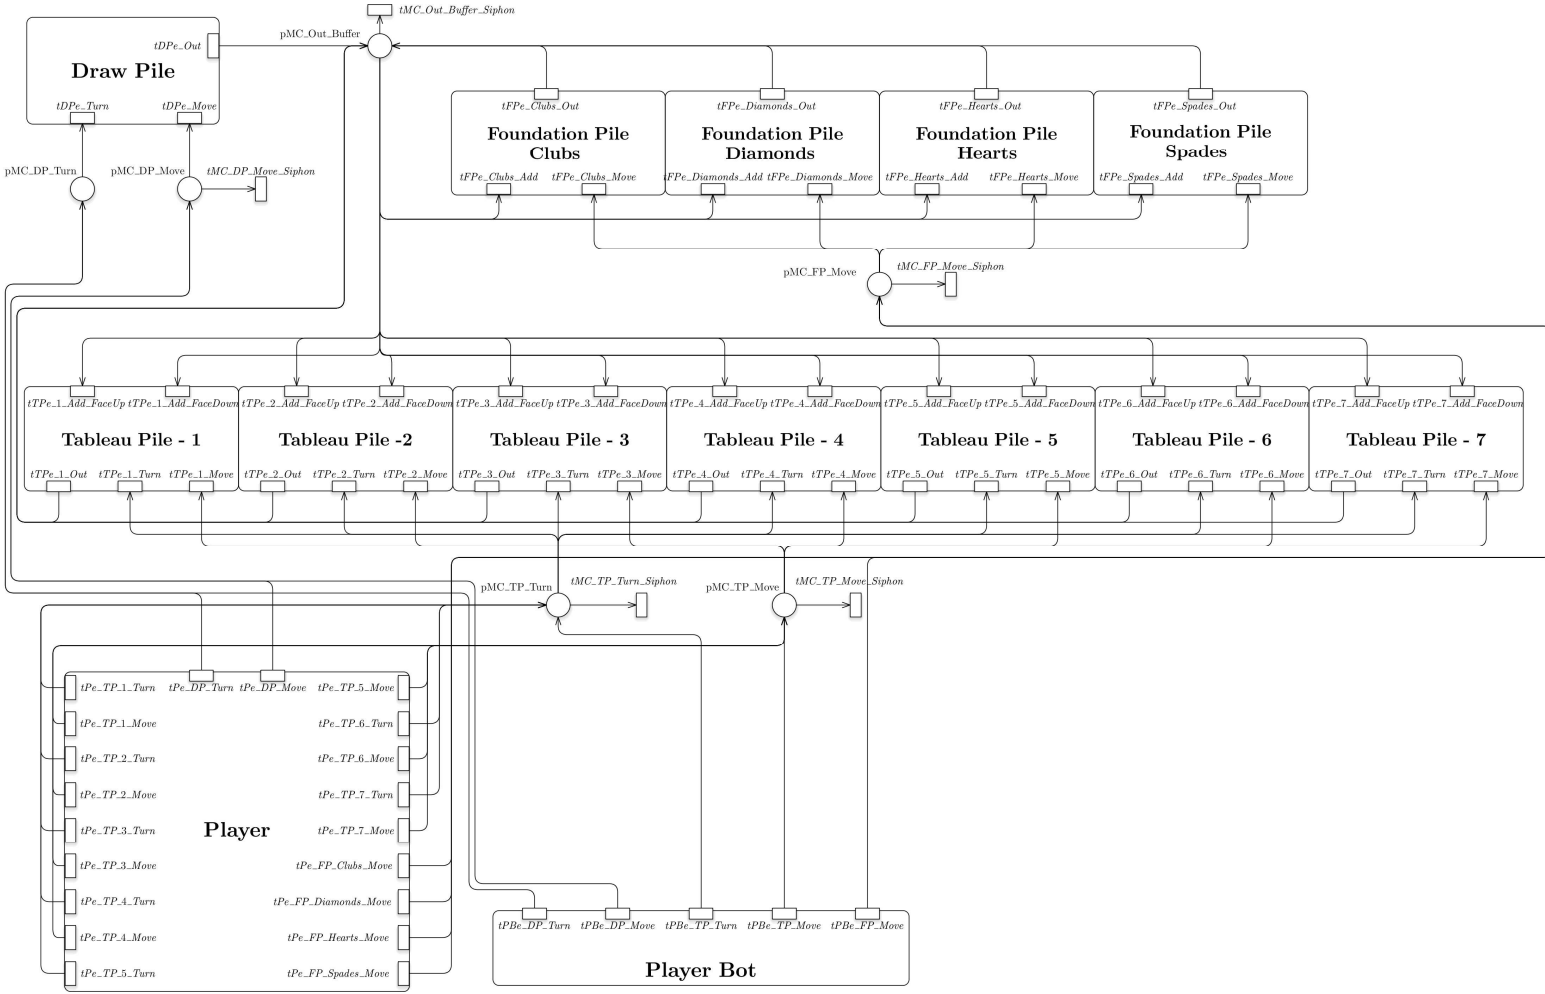 tMC_Out_Buffer_Siphon
pMC_Out_Buffer
tDPe_Out
Draw Pile
tDPe_Turn tDPe_Move
tFPe_Clubs_Out tFPe_Diamonds_Out tFPe_Hearts_Out tFPe_Spades_Out
Foundation Pile
Clubs
Foundation Pile
Diamonds
Foundation Pile
Hearts
Foundation Pile
Spades
pMC_DP_Turn pMC_DP_Move tMC_DP_Move_Siphon
tFPe_Clubs_Add tFPe_Clubs_Move tFPe_Diamonds_Add tFPe_Diamonds_Move tFPe_Hearts_Add tFPe_Hearts_Move tFPe_Spades_Add tFPe_Spades_Move
pMC_FP_Move tMC_FP_Move_Siphon
tTPe_1_Add_FaceUp tTPe_1_Add_FaceDown tTPe_2_Add_FaceUp tTPe_2_Add_FaceDown tTPe_3_Add_FaceUp tTPe_3_Add_FaceDown tTPe_4_Add_FaceUp tTPe_4_Add_FaceDown tTPe_5_Add_FaceUp tTPe_5_Add_FaceDown tTPe_6_Add_FaceUp tTPe_6_Add_FaceDown tTPe_7_Add_FaceUp tTPe_7_Add_FaceDown
Tableau Pile - 1 Tableau Pile -2 Tableau Pile - 3 Tableau Pile - 4 Tableau Pile - 5 Tableau Pile - 6 Tableau Pile - 7
tTPe_1_Out tTPe_1_Turn tTPe_1_Move tTPe_2_Out tTPe_2_Turn tTPe_2_Move tTPe_3_Out tTPe_3_Turn tTPe_3_Move tTPe_4_Out tTPe_4_Turn tTPe_4_Move tTPe_5_Out tTPe_5_Turn tTPe_5_Move tTPe_6_Out tTPe_6_Turn tTPe_6_Move tTPe_7_Out tTPe_7_Turn tTPe_7_Move
pMC_TP_Turn tMC_TP_Turn_Siphon pMC_TP_Move tMC_TP_Move_Siphon
tPe_TP_1_Turn tPe_DP_Turn tPe_DP_Move tPe_TP_5_Move
tPe_TP_1_Move tPe_TP_6_Turn
tPe_TP_2_Turn tPe_TP_6_Move
tPe_TP_2_Move tPe_TP_7_Turn
tPe_TP_3_Turn Player tPe_TP_7_Move
tPe_TP_3_Move tPe_FP_Clubs_Move
tPe_TP_4_Turn tPe_FP_Diamonds_Move
tPe_TP_4_Move tPe_FP_Hearts_Move
tPe_TP_5_Turn tPe_FP_Spades_Move
tPBe_DP_Turn tPBe_DP_Move tPBe_TP_Turn tPBe_TP_Move tPBe_FP_Move
Player Bot